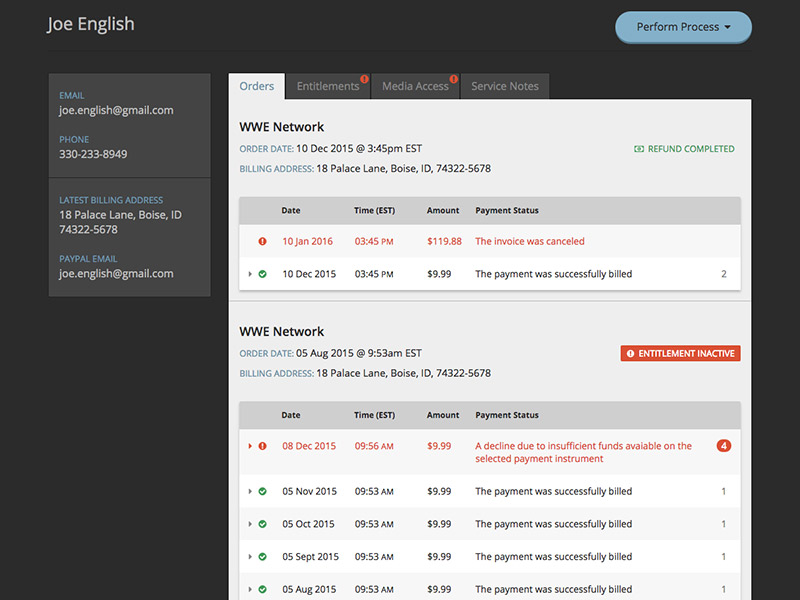 Joe English
Perform Process
EMAIL
joe.english@gmail.com
PHONE
330-233-8949
LATEST BILLING ADDRESS
18 Palace Lane, Boise, ID
74322-5678
PAYPAL EMAIL
joe.english@gmail.com
Orders Entitlements Media Access Service Notes
WWE Network
ORDER DATE: 10 Dec 2015 @ 3:45pm EST REFUND COMPLETED
BILLING ADDRESS: 18 Palace Lane, Boise, ID, 74322-5678
Date Time (EST) Amount Payment Status
10 Jan 2016 03:45 PM $119.88 The invoice was canceled
10 Dec 2015 03:45 PM $9.99 The payment was successfully billed 2
WWE Network
ORDER DATE: 05 Aug 2015 @ 9:53am EST ENTITLEMENT INACTIVE
BILLING ADDRESS: 18 Palace Lane, Boise, ID, 74322-5678
Date Time (EST) Amount Payment Status
08 Dec 2015 09:56 AM $9.99 A decline due to insufficient funds avaiable on the 4
selected payment instrument
05 Nov 2015 09:53 AM $9.99 The payment was successfully billed 1
05 Oct 2015 09:53 AM $9.99 The payment was successfully billed 1
05 Sept 2015 09:53 AM $9.99 The payment was successfully billed 1
05 Aug 2015 09:53 AM $9.99 The payment was successfully billed 1